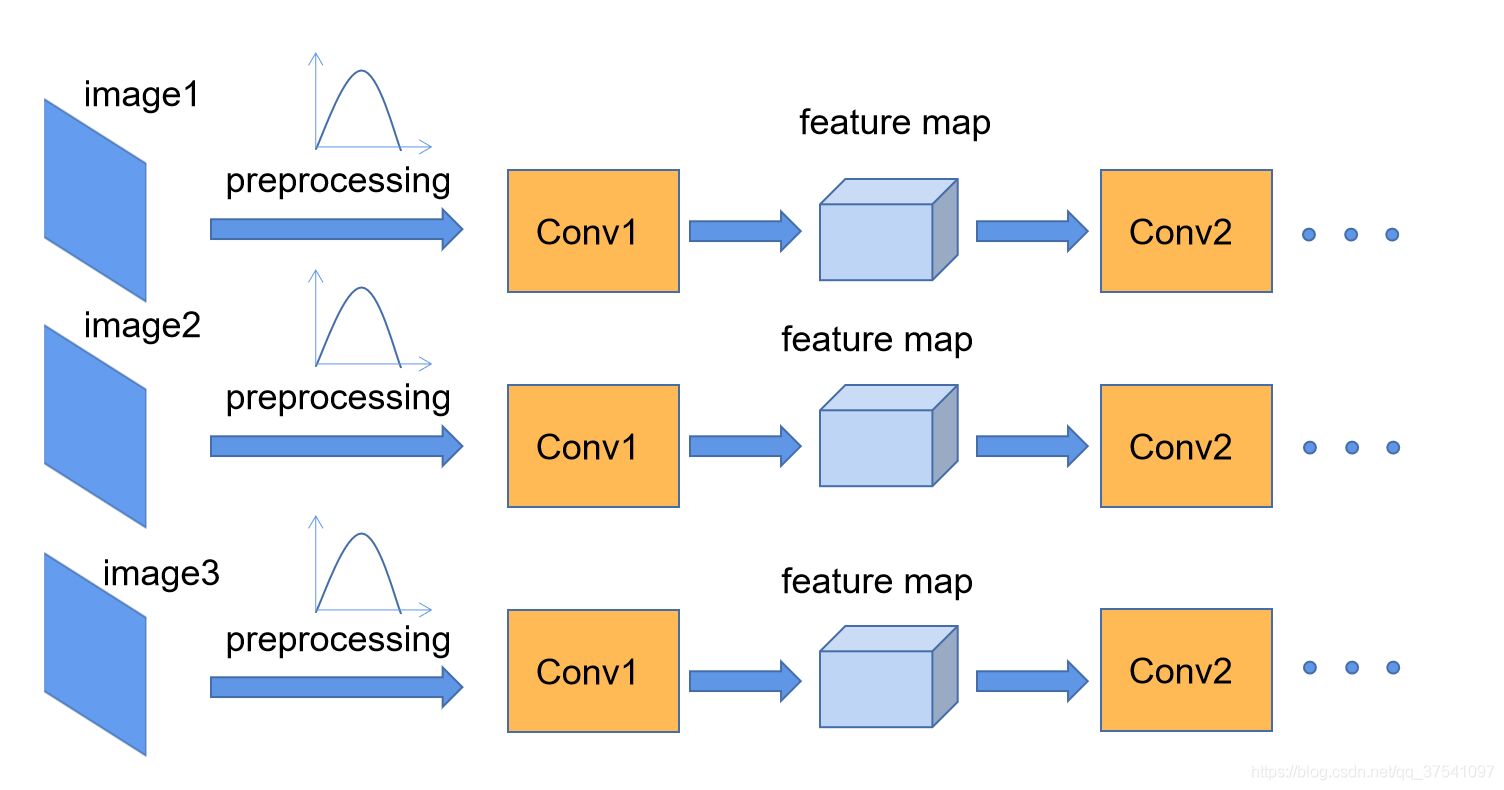 image1
preprocessing
feature map
Conv1
Conv2
image2
preprocessing
feature map
Conv1
Conv2
image3
preprocessing
feature map
Conv1
Conv2
https://blog.csdn.net/qq_37541097